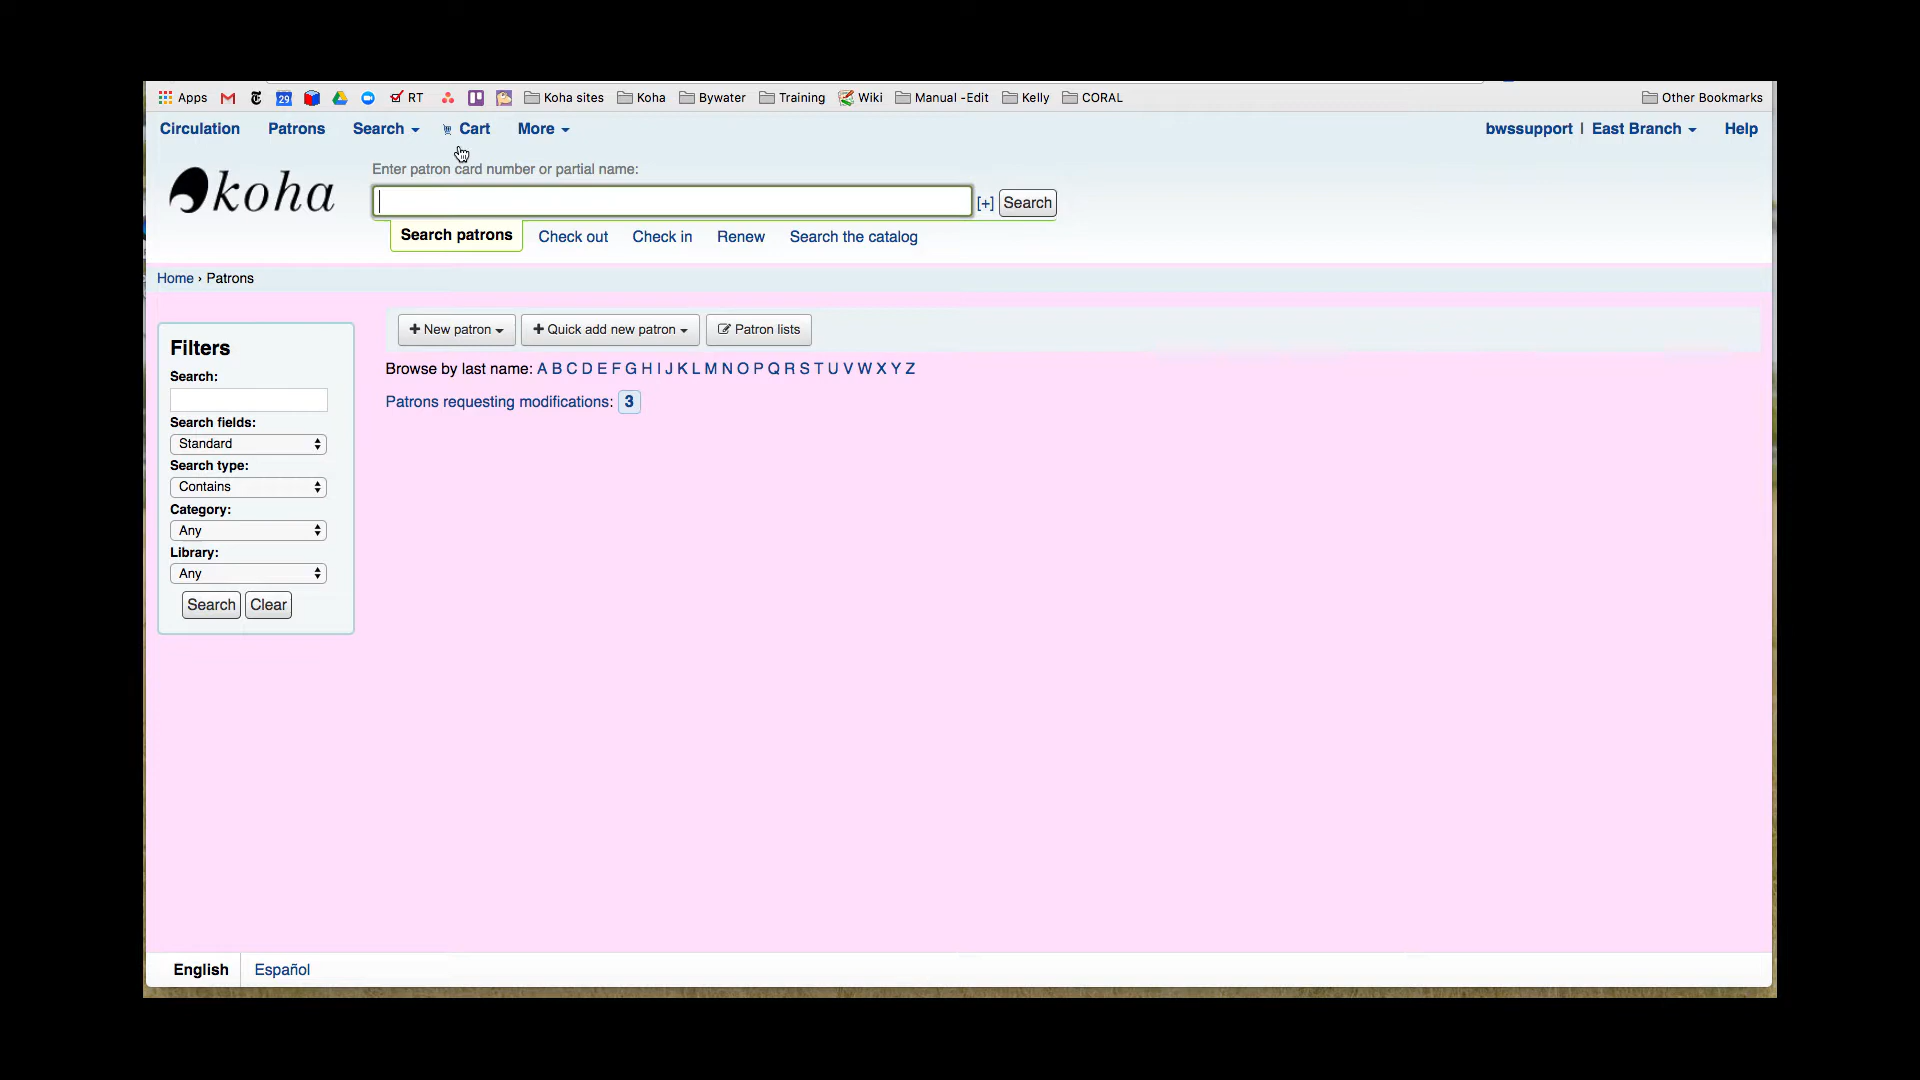 Apps 29 RT Koha sites Koha Bywater Training Wiki Manual -Edit Kelly CORAL Other Bookmarks
Circulation Patrons Search Cart More bwssupport | East Branch Help
koha
Enter patron card number or partial name:
[+] Search
Search patrons Check out Check in Renew Search the catalog
Home › Patrons
+ New patron + Quick add new patron Patron lists
Browse by last name: A B C D E F G H I J K L M N O P Q R S T U V W X Y Z
Patrons requesting modifications: 3
Filters
Search:
Search fields:
Standard
Search type:
Contains
Category:
Any
Library:
Any
Search Clear
English Español